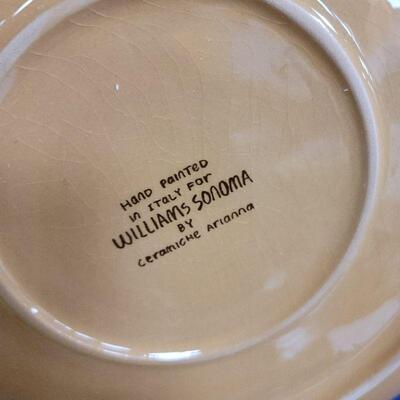 Hand Painted
in Italy for
WILLIAMS SONOMA
BY
ceramiche Arianna